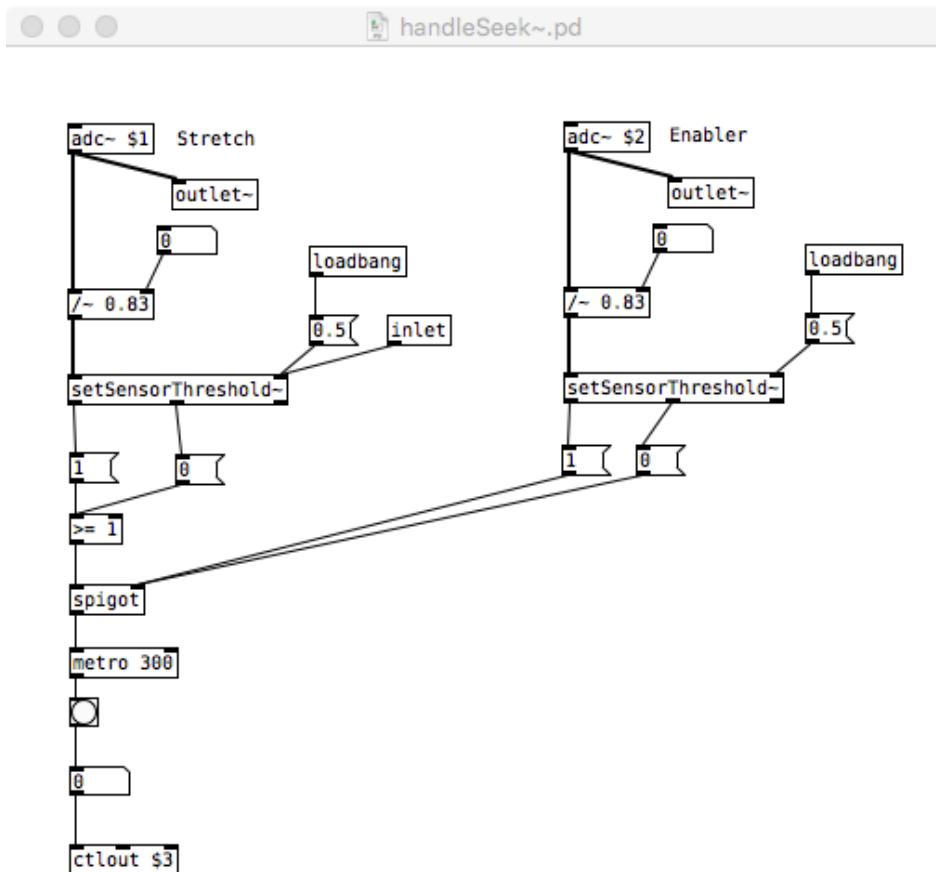 handleSeek~.pd
adc~ $1
Stretch
adc~ $2
Enabler
outlet~
outlet~
0
0
loadbang
loadbang
/~ 0.83
/~ 0.83
0.5
inlet
0.5
setSensorThreshold~
setSensorThreshold~
1
0
1
0
>= 1
spigot
metro 300
0
ctlout $3